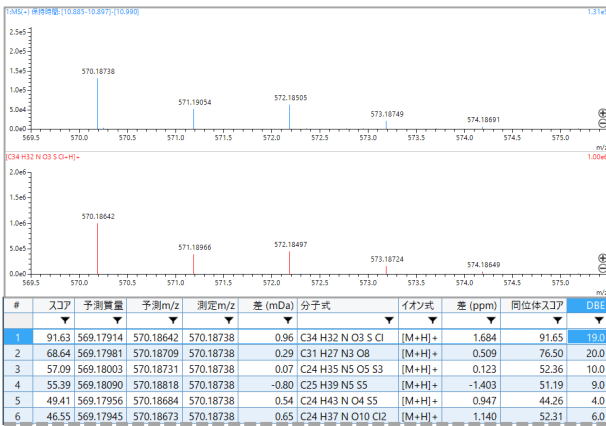 1:MS(+) 保持時間: [10.885-10.897]-[10.990] 1.31e5
2.5e5
2.0e5
1.5e5
570.18738
1.0e5
571.19054
572.18505
5.0e4
573.18749
574.18691
0.0e0
569.5 570.0 570.5 571.0 571.5 572.0 572.5 573.0 573.5 574.0 574.5 575.0
m/z
[C34 H32 N O3 S Cl+H]+ 1.00e6
2.0e6
1.5e6
570.18642
1.0e6
571.18966
572.18497
5.0e5
573.18724
574.18649
0.0e0
569.5 570.0 570.5 571.0 571.5 572.0 572.5 573.0 573.5 574.0 574.5 575.0
m/z
# スコア 予測質量 予測m/z 測定m/z 差 (mDa) 分子式 イオン式 差 (ppm) 同位体スコア DBE
1 91.63 569.17914 570.18642 570.18738 0.96 C34 H32 N O3 S Cl [M+H]+ 1.684 91.65 19.0
2 68.64 569.17981 570.18709 570.18738 0.29 C31 H27 N3 O8 [M+H]+ 0.509 76.50 20.0
3 57.09 569.18003 570.18731 570.18738 0.07 C24 H35 N5 O5 S3 [M+H]+ 0.123 52.36 10.0
4 55.39 569.18090 570.18818 570.18738 -0.80 C25 H39 N5 S5 [M+H]+ -1.403 51.19 9.0
5 49.41 569.17956 570.18684 570.18738 0.54 C24 H43 N O4 S5 [M+H]+ 0.947 44.26 4.0
6 46.55 569.17945 570.18673 570.18738 0.65 C24 H37 N O10 Cl2 [M+H]+ 1.140 52.31 6.0